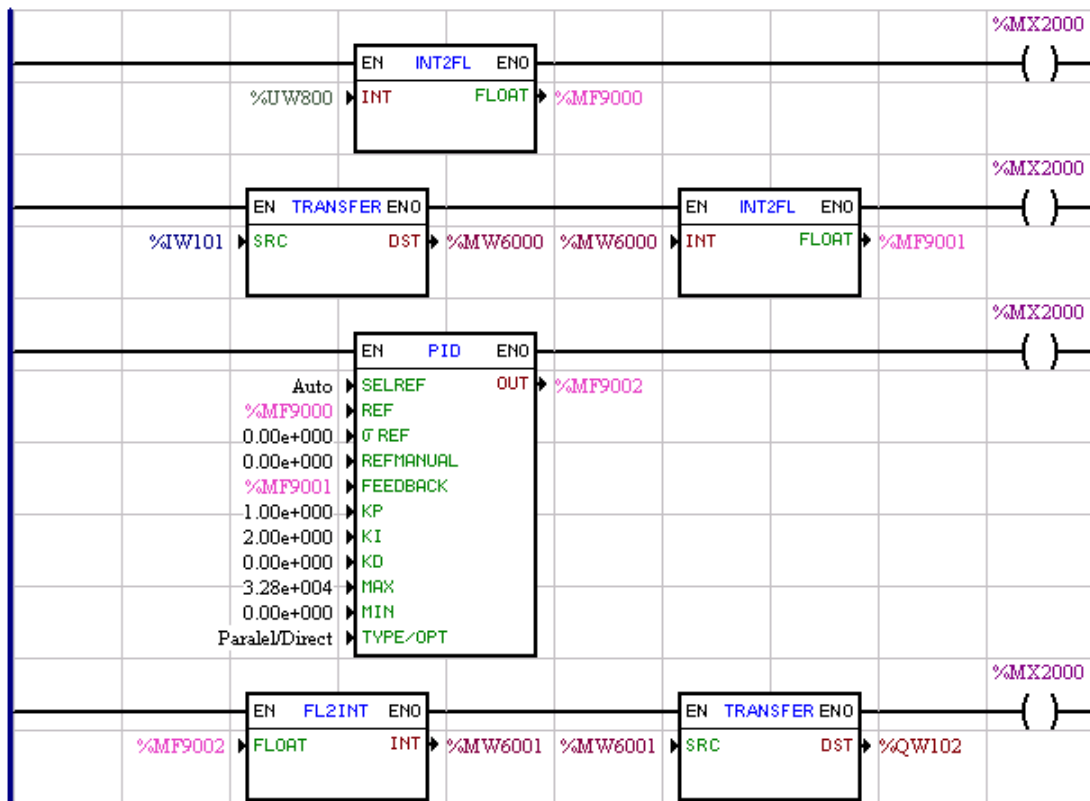 %MX2000
EN INT2FL ENO
%UW800 INT FLOAT %MF9000
%MX2000
EN TRANSFER ENO EN INT2FL ENO
%IW101 SRC DST %MW6000 %MW6000 INT FLOAT %MF9001
%MX2000
EN PID ENO
Auto SELREF OUT %MF9002
%MF9000 REF
0.00e+000 σ REF
0.00e+000 REFMANUAL
%MF9001 FEEDBACK
1.00e+000 KP
2.00e+000 KI
0.00e+000 KD
3.28e+004 MAX
0.00e+000 MIN
Paralel/Direct TYPE/OPT
%MX2000
EN FL2INT ENO EN TRANSFER ENO
%MF9002 FLOAT INT %MW6001 %MW6001 SRC DST %QW102